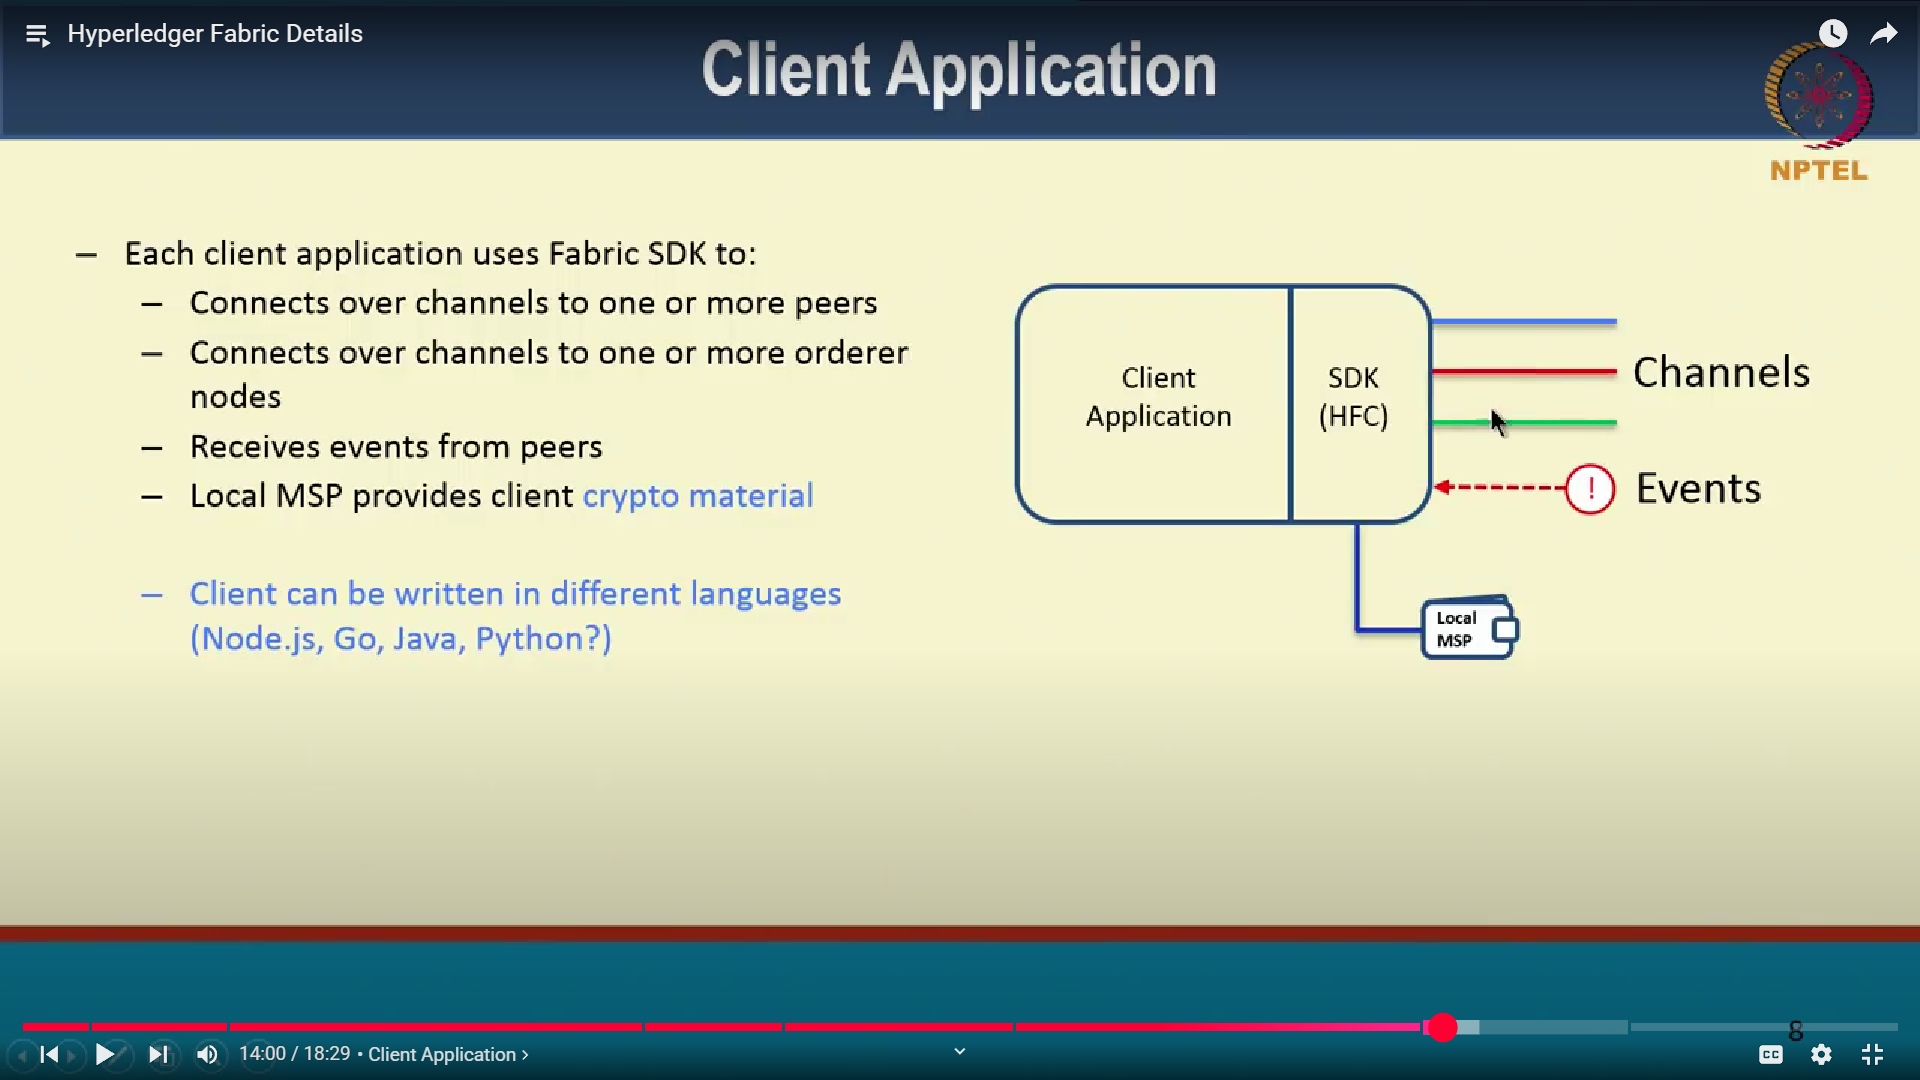 Hyperledger Fabric Details
Client Application
NPTEL
– Each client application uses Fabric SDK to:
– Connects over channels to one or more peers
– Connects over channels to one or more orderer
nodes
– Receives events from peers
– Local MSP provides client crypto material
– Client can be written in different languages
(Node.js, Go, Java, Python?)
Client
Application
SDK
(HFC)
Channels
! Events
Local
MSP
8
14:00 / 18:29 • Client Application ›
CC